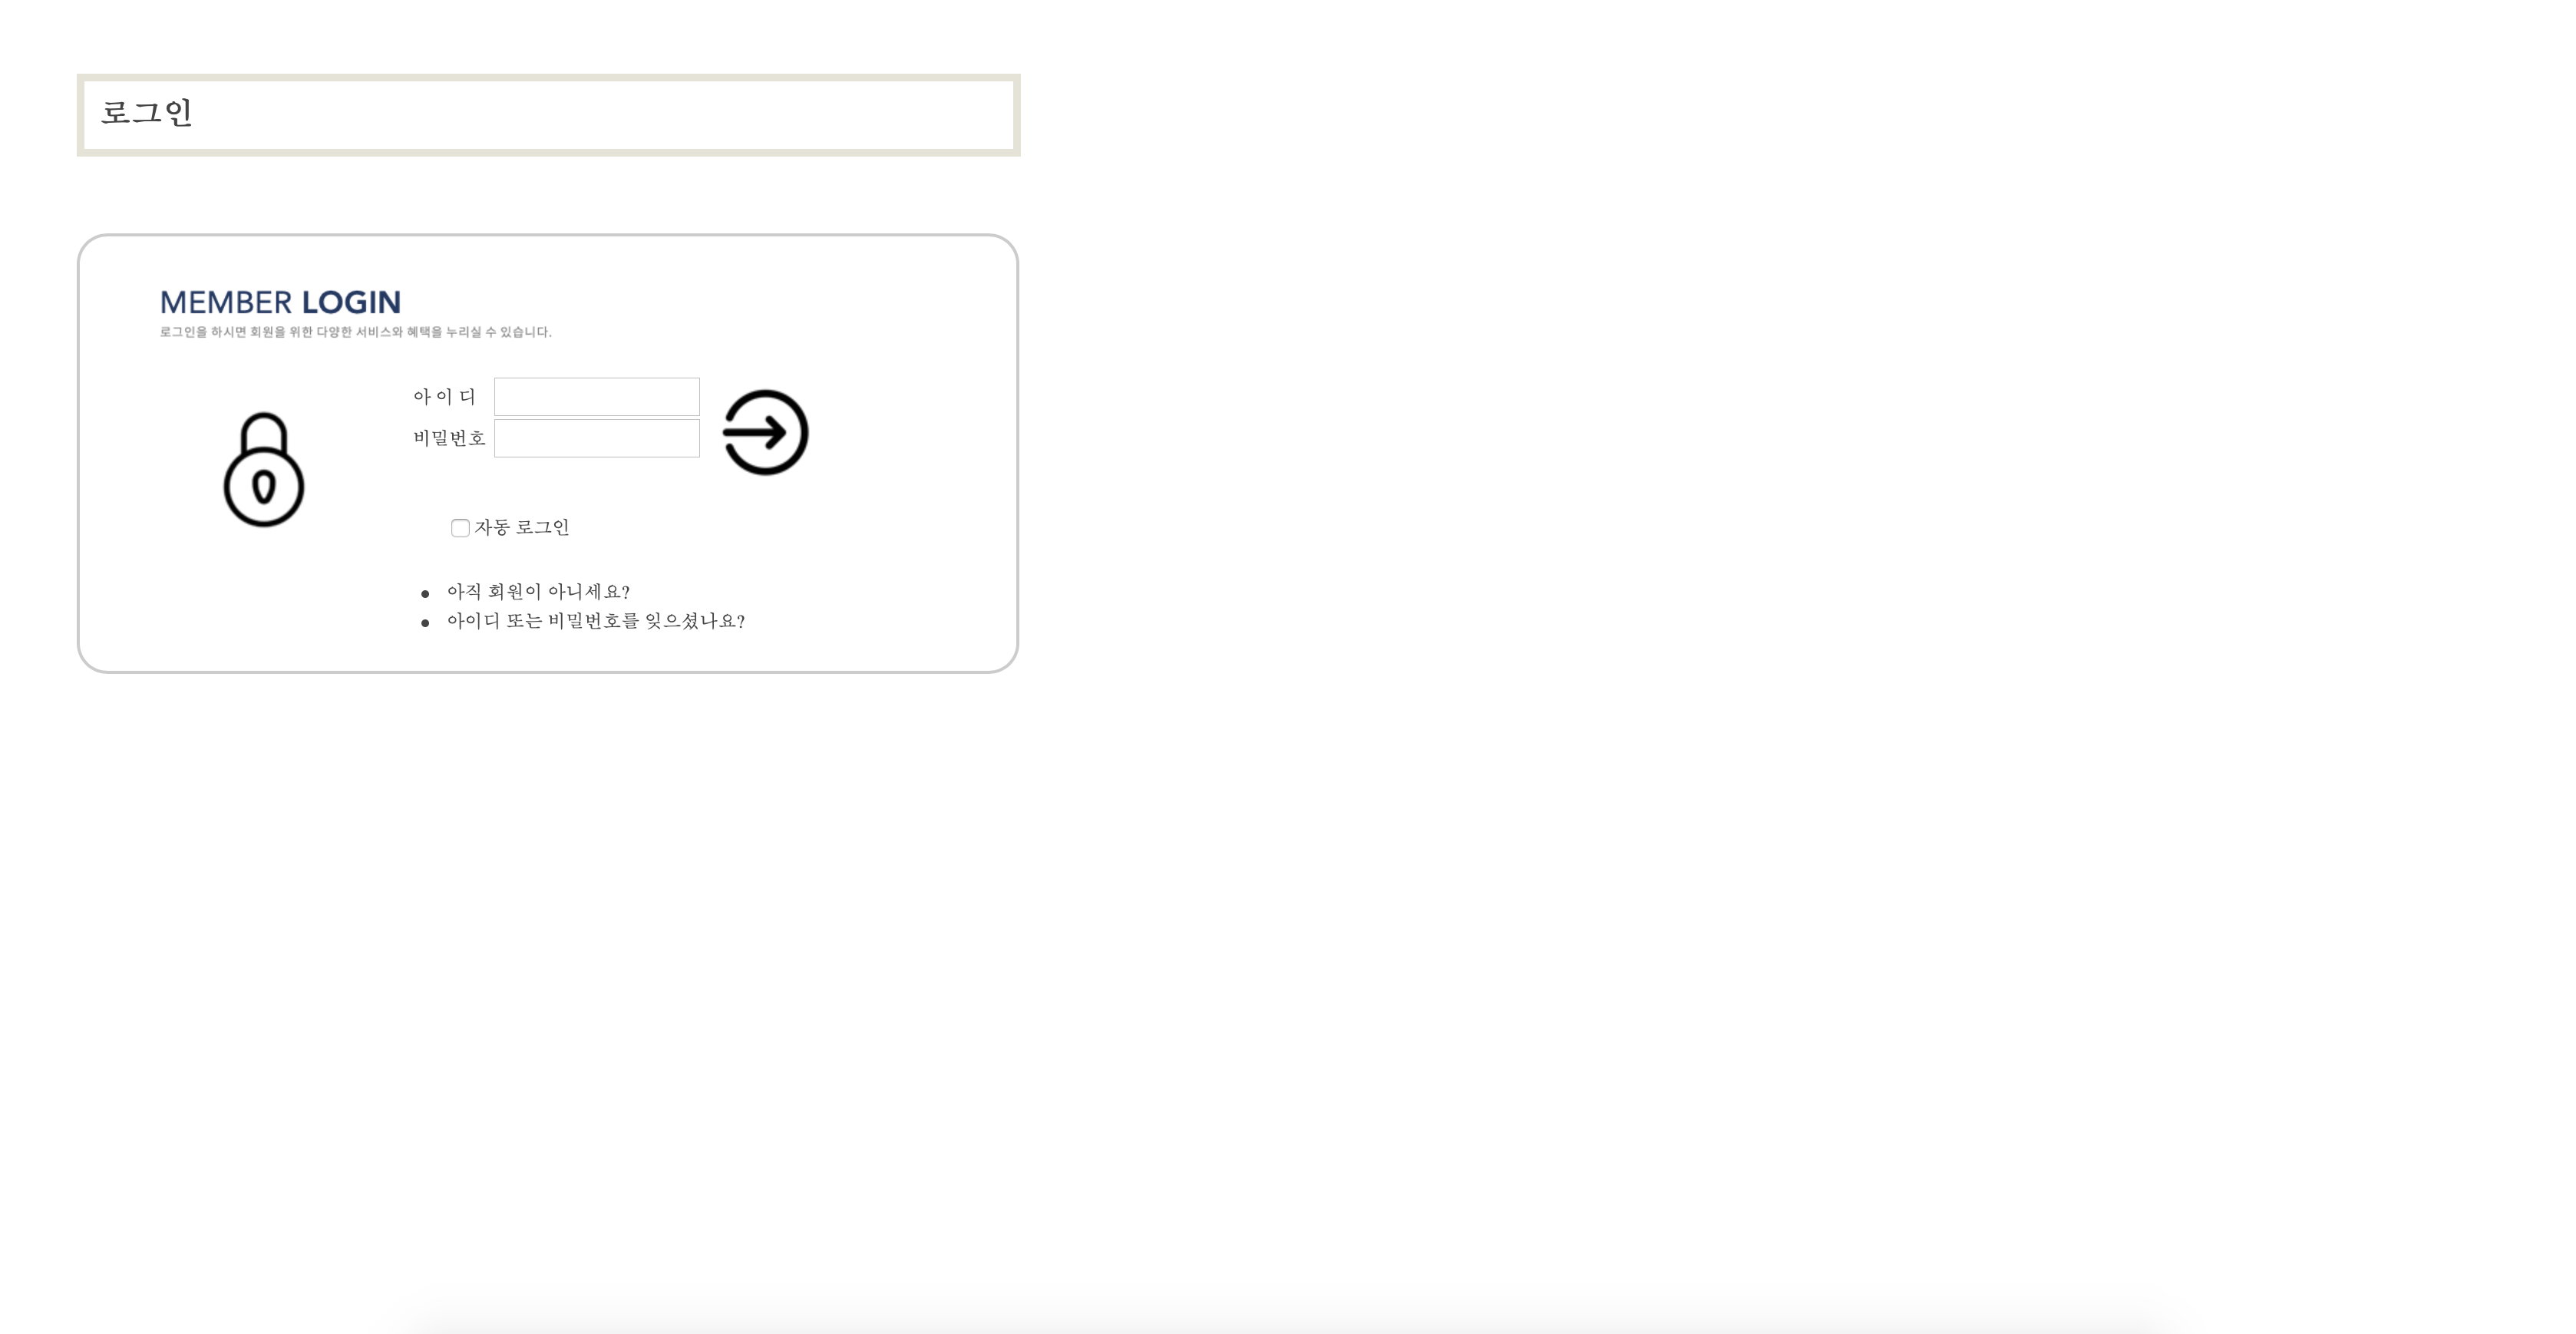 로그인
MEMBER LOGIN
로그인을 하시면 회원을 위한 다양한 서비스와 혜택을 누리실 수 있습니다.
아 이 디
비밀번호
자동 로그인
• 아직 회원이 아니세요?
• 아이디 또는 비밀번호를 잊으셨나요?